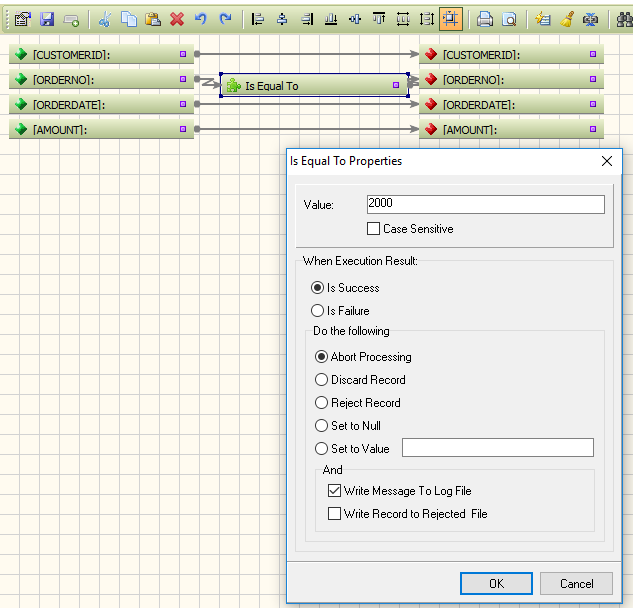 [CUSTOMERID]:
[CUSTOMERID]:
[ORDERNO]:
Is Equal To
[ORDERNO]:
[ORDERDATE]:
[ORDERDATE]:
[AMOUNT]:
[AMOUNT]:
Is Equal To Properties
Value:
2000
Case Sensitive
When Execution Result:
Is Success
Is Failure
Do the following
Abort Processing
Discard Record
Reject Record
Set to Null
Set to Value
And
Write Message To Log File
Write Record to Rejected File
OK
Cancel